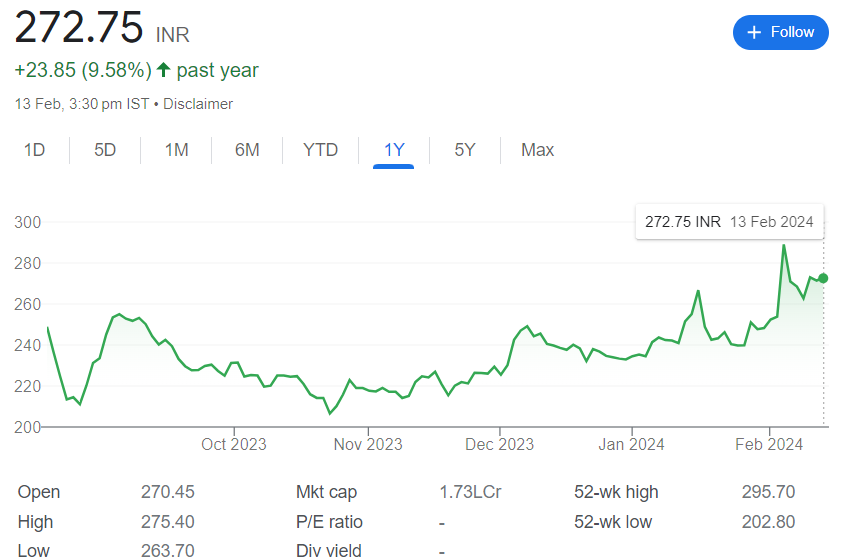 272.75 INR
+ Follow
+23.85 (9.58%) ↑ past year
13 Feb, 3:30 pm IST • Disclaimer
1D 5D 1M 6M YTD 1Y 5Y Max
272.75 INR 13 Feb 2024
300
280
260
240
220
200
Oct 2023 Nov 2023 Dec 2023 Jan 2024 Feb 2024
Open 270.45 Mkt cap 1.73LCr 52-wk high 295.70
High 275.40 P/E ratio - 52-wk low 202.80
Low 263.70 Div yield -